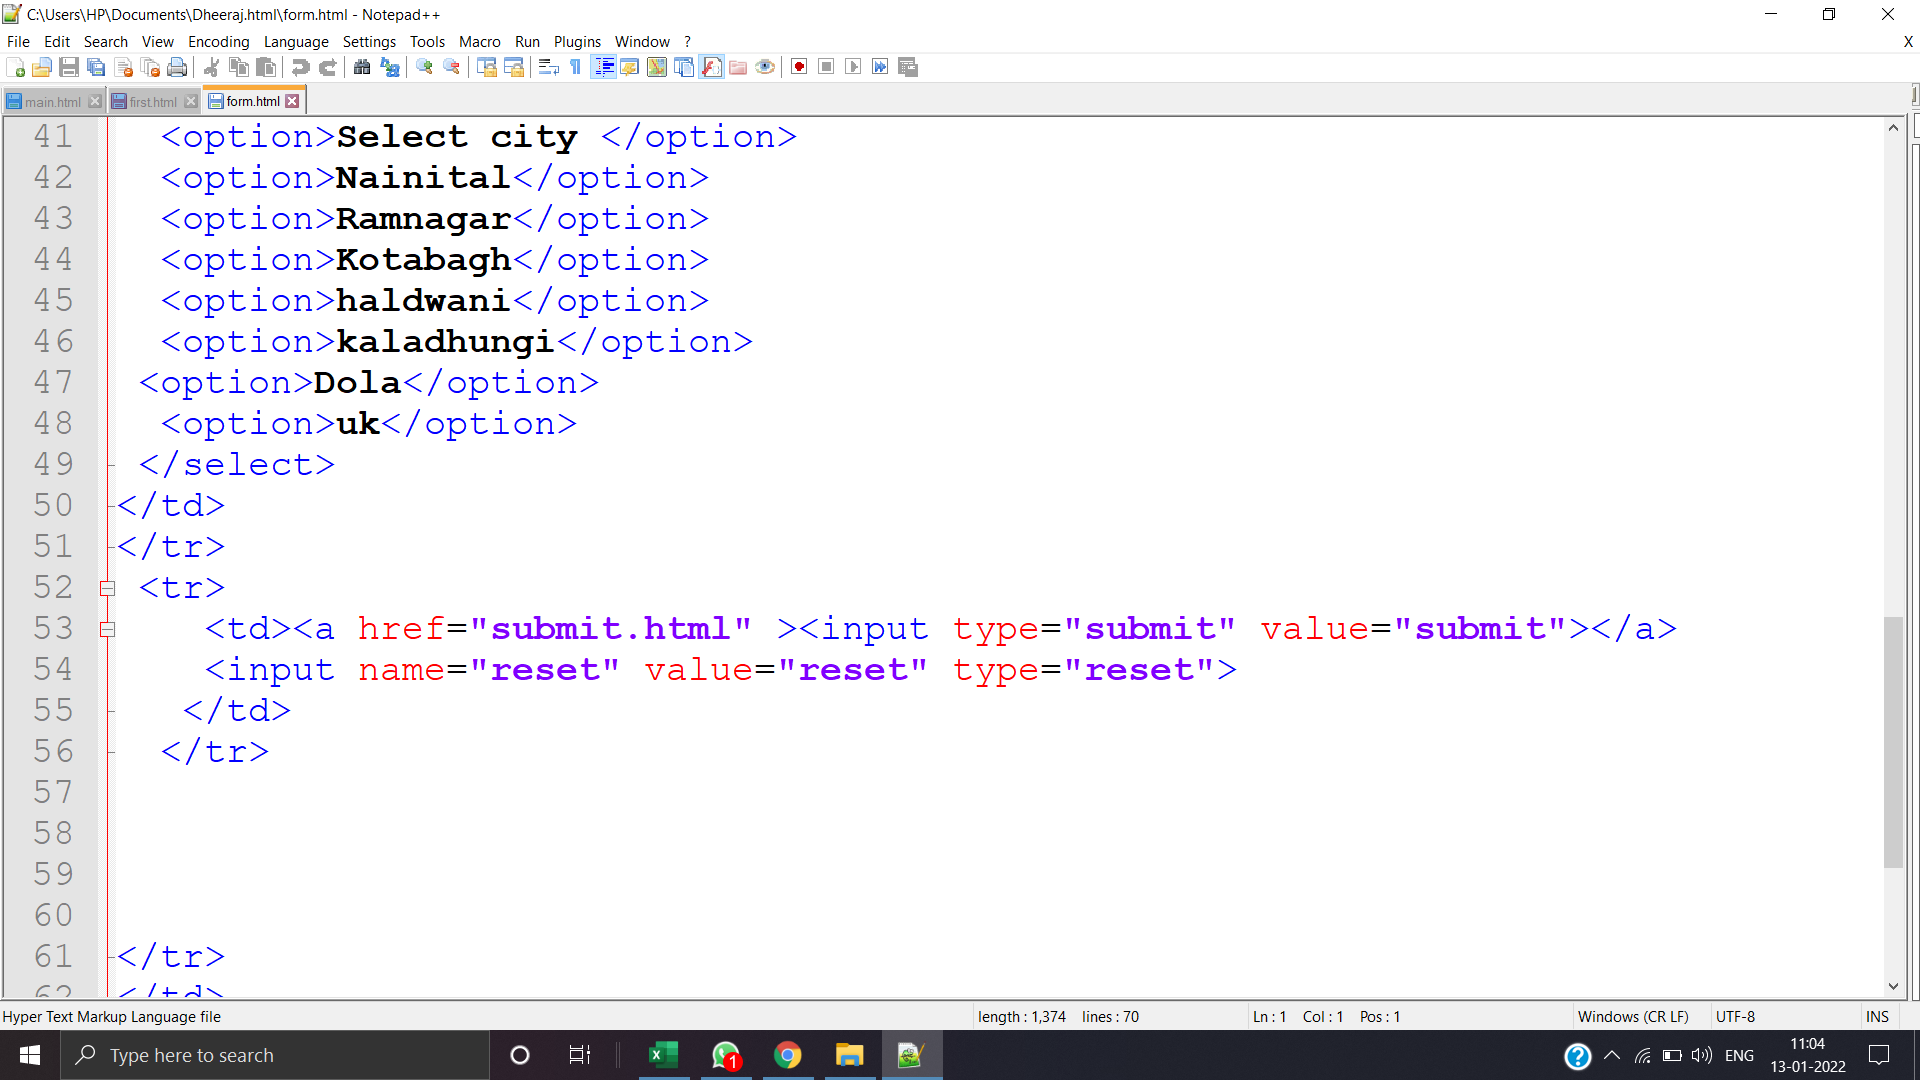 C:\Users\HP\Documents\Dheeraj.html\form.html - Notepad++
File Edit Search View Encoding Language Settings Tools Macro Run Plugins Window ? X
main.html first.html form.html
41 <option>Select city </option>
42 <option>Nainital</option>
43 <option>Ramnagar</option>
44 <option>Kotabagh</option>
45 <option>haldwani</option>
46 <option>kaladhungi</option>
47 <option>Dola</option>
48 <option>uk</option>
49 </select>
50 </td>
51 </tr>
52 <tr>
53 <td><a href="submit.html" ><input type="submit" value="submit"></a>
54 <input name="reset" value="reset" type="reset">
55 </td>
56 </tr>
57
58
59
60
61 </tr>
62 </td>
Hyper Text Markup Language file length : 1,374 lines : 70 Ln : 1 Col : 1 Pos : 1 Windows (CR LF) UTF-8 INS
Type here to search 1 ENG 11:04
13-01-2022